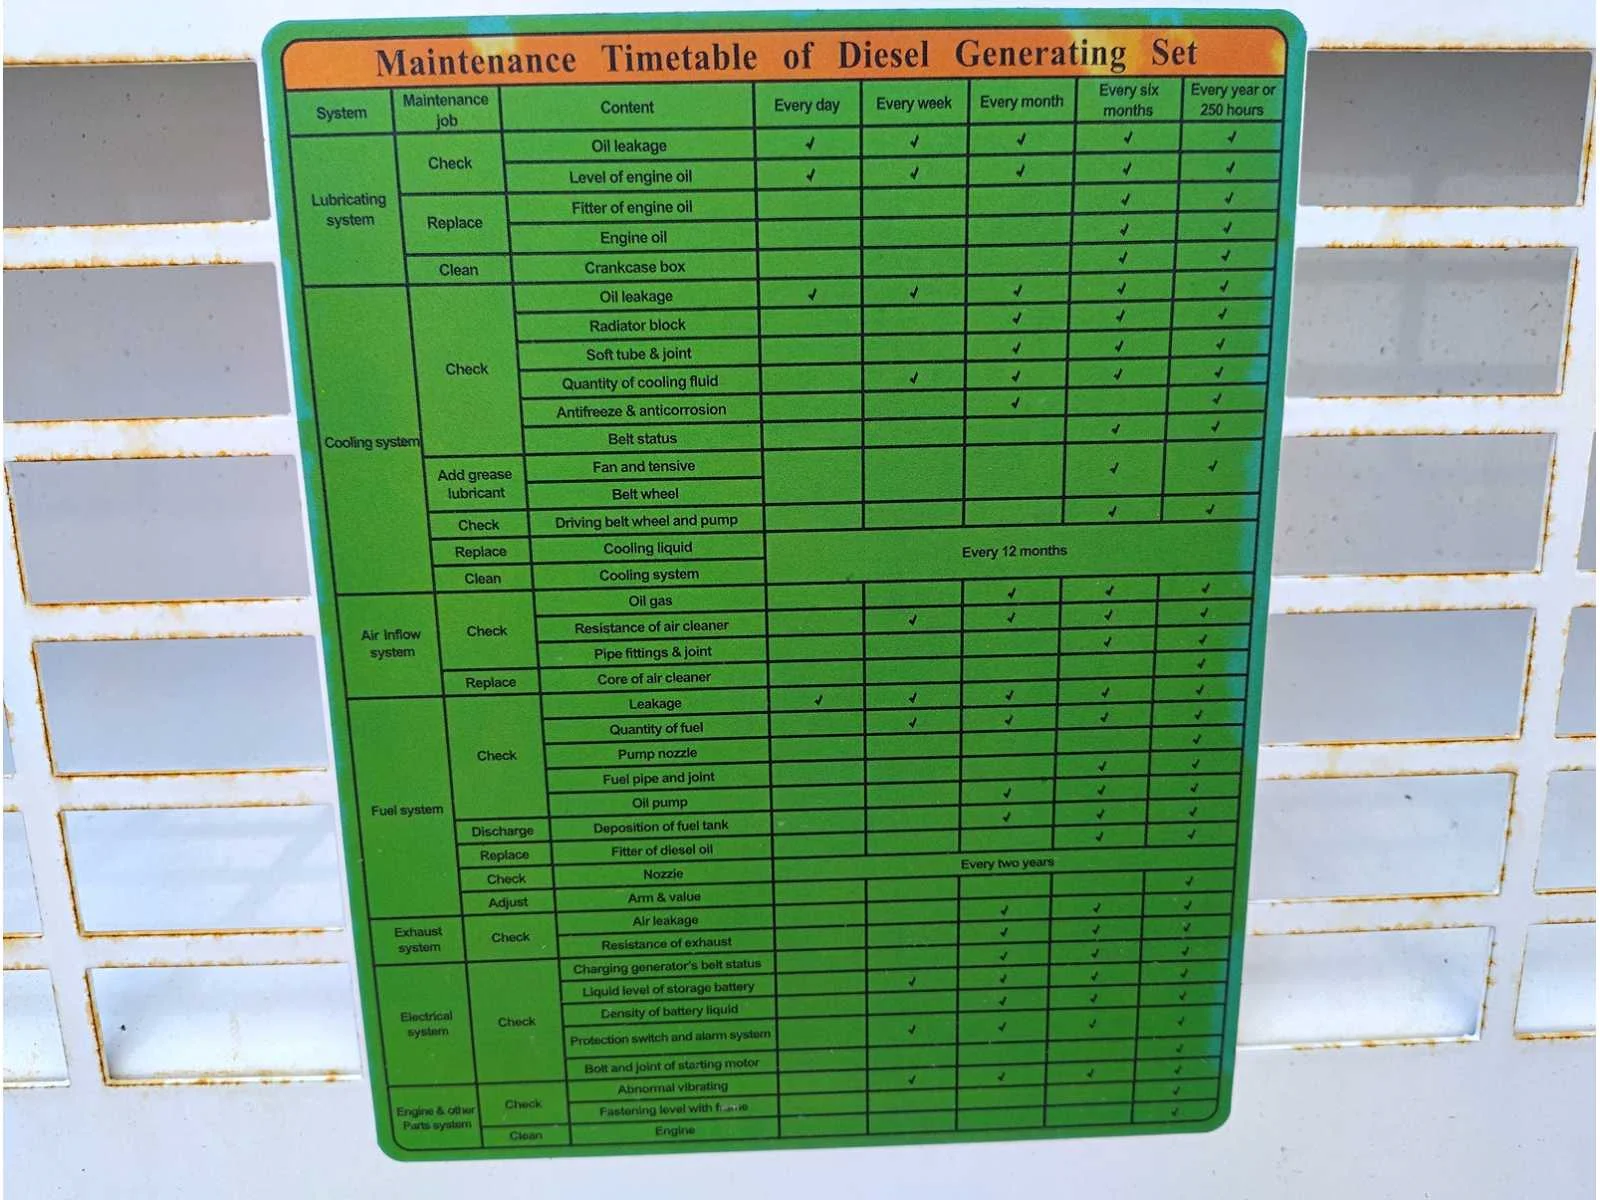 Maintenance Timetable of Diesel Generating Set
System Maintenance job Content Every day Every week Every month Every six months Every year or 250 hours
Lubricating system Check Oil leakage ✓ ✓ ✓ ✓ ✓
Level of engine oil ✓ ✓ ✓ ✓ ✓
Replace Fitter of engine oil ✓ ✓
Engine oil ✓ ✓
Clean Crankcase box ✓ ✓
Cooling system Check Oil leakage ✓ ✓ ✓ ✓ ✓
Radiator block ✓ ✓ ✓
Soft tube & joint ✓ ✓ ✓
Quantity of cooling fluid ✓ ✓ ✓ ✓
Antifreeze & anticorrosion ✓ ✓
Belt status ✓ ✓
Add grease lubricant Fan and tensive ✓ ✓
Belt wheel
Check Driving belt wheel and pump ✓ ✓
Replace Cooling liquid Every 12 months
Clean Cooling system
Air Inflow system Check Oil gas ✓ ✓ ✓
Resistance of air cleaner ✓ ✓ ✓ ✓
Pipe fittings & joint ✓ ✓
Replace Core of air cleaner ✓
Fuel system Check Leakage ✓ ✓ ✓ ✓ ✓
Quantity of fuel ✓ ✓ ✓ ✓
Pump nozzle ✓
Fuel pipe and joint ✓ ✓
Oil pump ✓ ✓ ✓
Discharge Deposition of fuel tank ✓ ✓ ✓
Replace Fitter of diesel oil ✓ ✓
Check Nozzle Every two years
Adjust Arm & value ✓
Exhaust system Check Air leakage ✓ ✓ ✓
Resistance of exhaust ✓ ✓ ✓
Electrical system Check Charging generator's belt status ✓ ✓ ✓
Liquid level of storage battery ✓ ✓ ✓ ✓
Density of battery liquid ✓ ✓ ✓
Protection switch and alarm system ✓ ✓ ✓ ✓
Bolt and joint of starting motor ✓
Engine & other Parts system Check Abnormal vibrating ✓ ✓ ✓ ✓
Fastening level with frame ✓
Clean Engine ✓